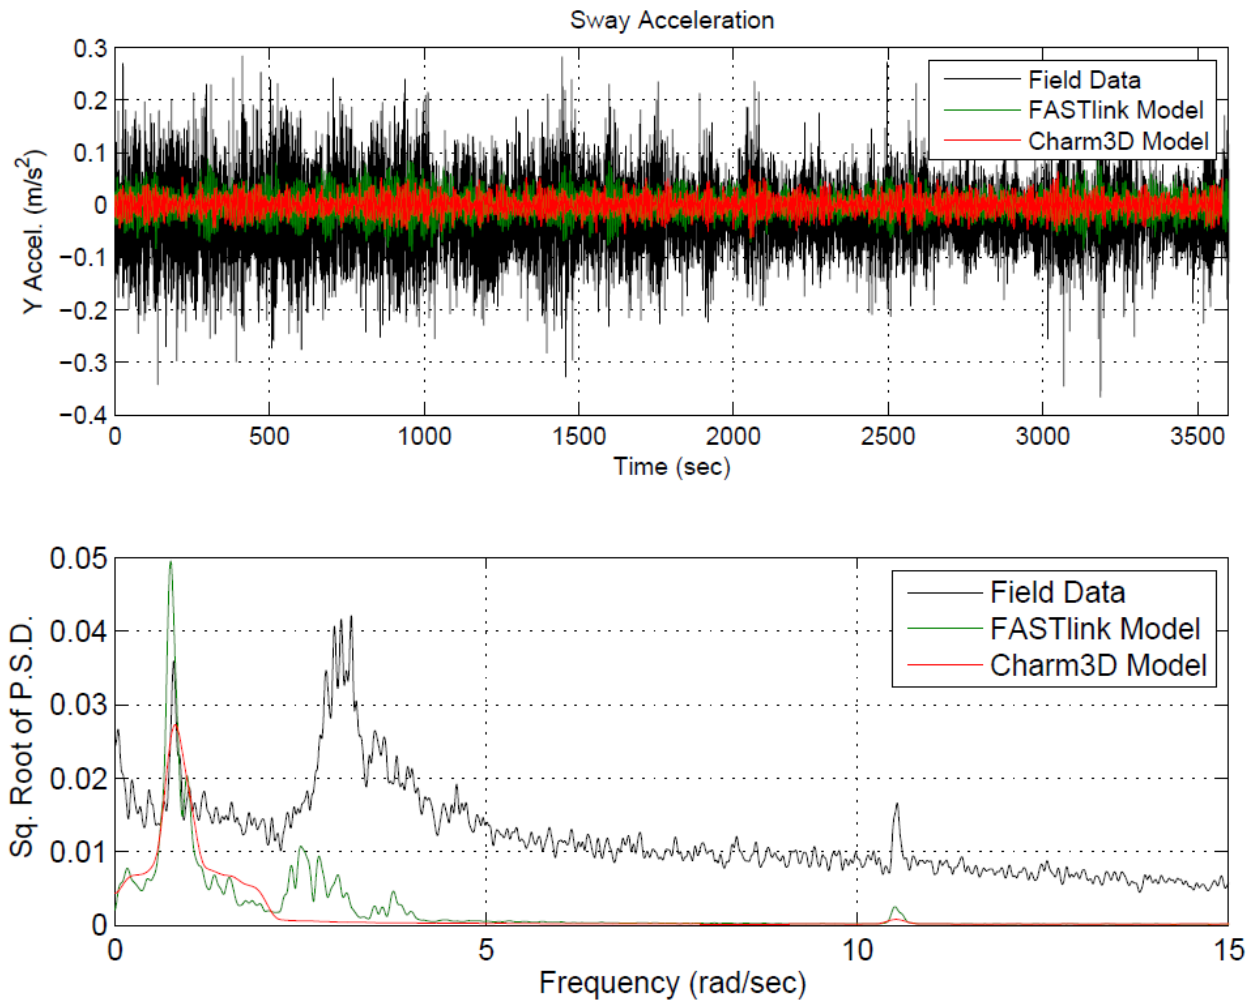 Sway Acceleration
0.3
0.2
0.1
0
−0.1
−0.2
−0.3
−0.4
Y Accel. (m/s²)
Field Data
FASTlink Model
Charm3D Model
0 500 1000 1500 2000 2500 3000 3500
Time (sec)
0.05
0.04
0.03
0.02
0.01
0
Sq. Root of P.S.D.
Field Data
FASTlink Model
Charm3D Model
0 5 10 15
Frequency (rad/sec)